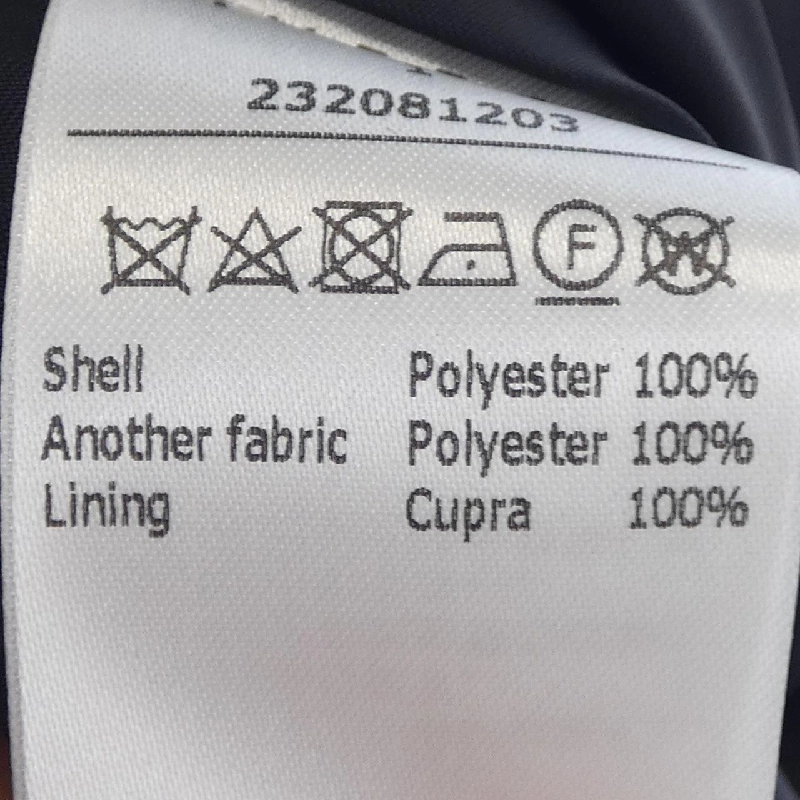 232081203
F W
Shell Polyester 100%
Another fabric Polyester 100%
Lining Cupra 100%